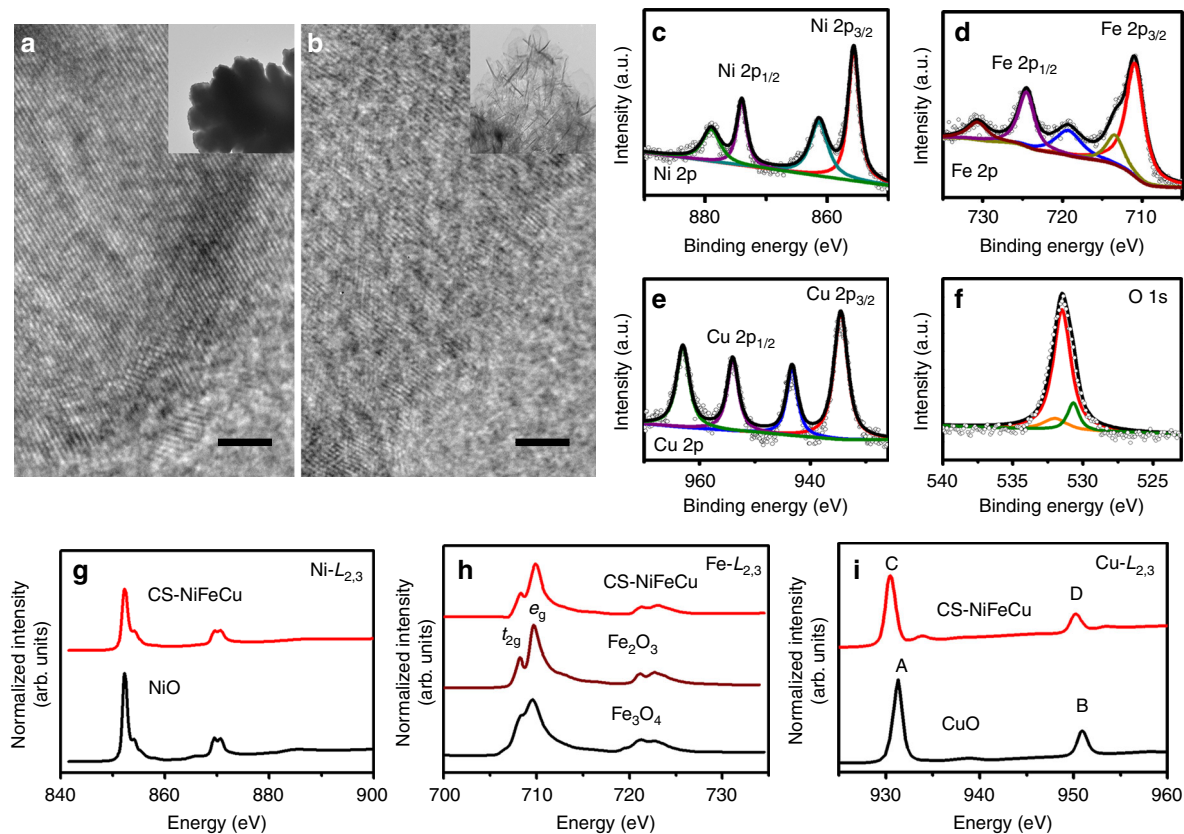 a
b
c
Ni 2p3/2
Ni 2p1/2
Ni 2p
Intensity (a.u.)
880
860
Binding energy (eV)
d
Fe 2p3/2
Fe 2p1/2
Fe 2p
Intensity (a.u.)
730
720
710
Binding energy (eV)
e
Cu 2p3/2
Cu 2p1/2
Cu 2p
Intensity (a.u.)
960
940
Binding energy (eV)
f
O 1s
Intensity (a.u.)
540
535
530
525
Binding energy (eV)
g
Ni-L2,3
CS-NiFeCu
NiO
Normalized intensity
(arb. units)
840
860
880
900
Energy (eV)
h
Fe-L2,3
CS-NiFeCu
eg
t2g
Fe2O3
Fe3O4
Normalized intensity
(arb. units)
700
710
720
730
Energy (eV)
i
Cu-L2,3
C
CS-NiFeCu
D
A
CuO
B
Normalized intensity
(arb. units)
930
940
950
960
Energy (eV)